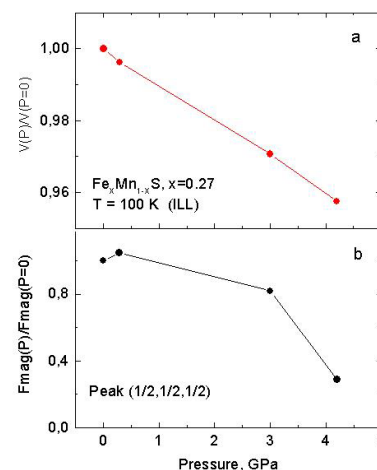 a
1,00
0,98
0,96
V(P)/V(P=0)
FeₓMn₁₋ₓS, x=0.27
T = 100 K (ILL)
b
0,8
0,4
0,0
Fmag(P)/Fmag(P=0)
Peak (1/2,1/2,1/2)
0 1 2 3 4
Pressure, GPa